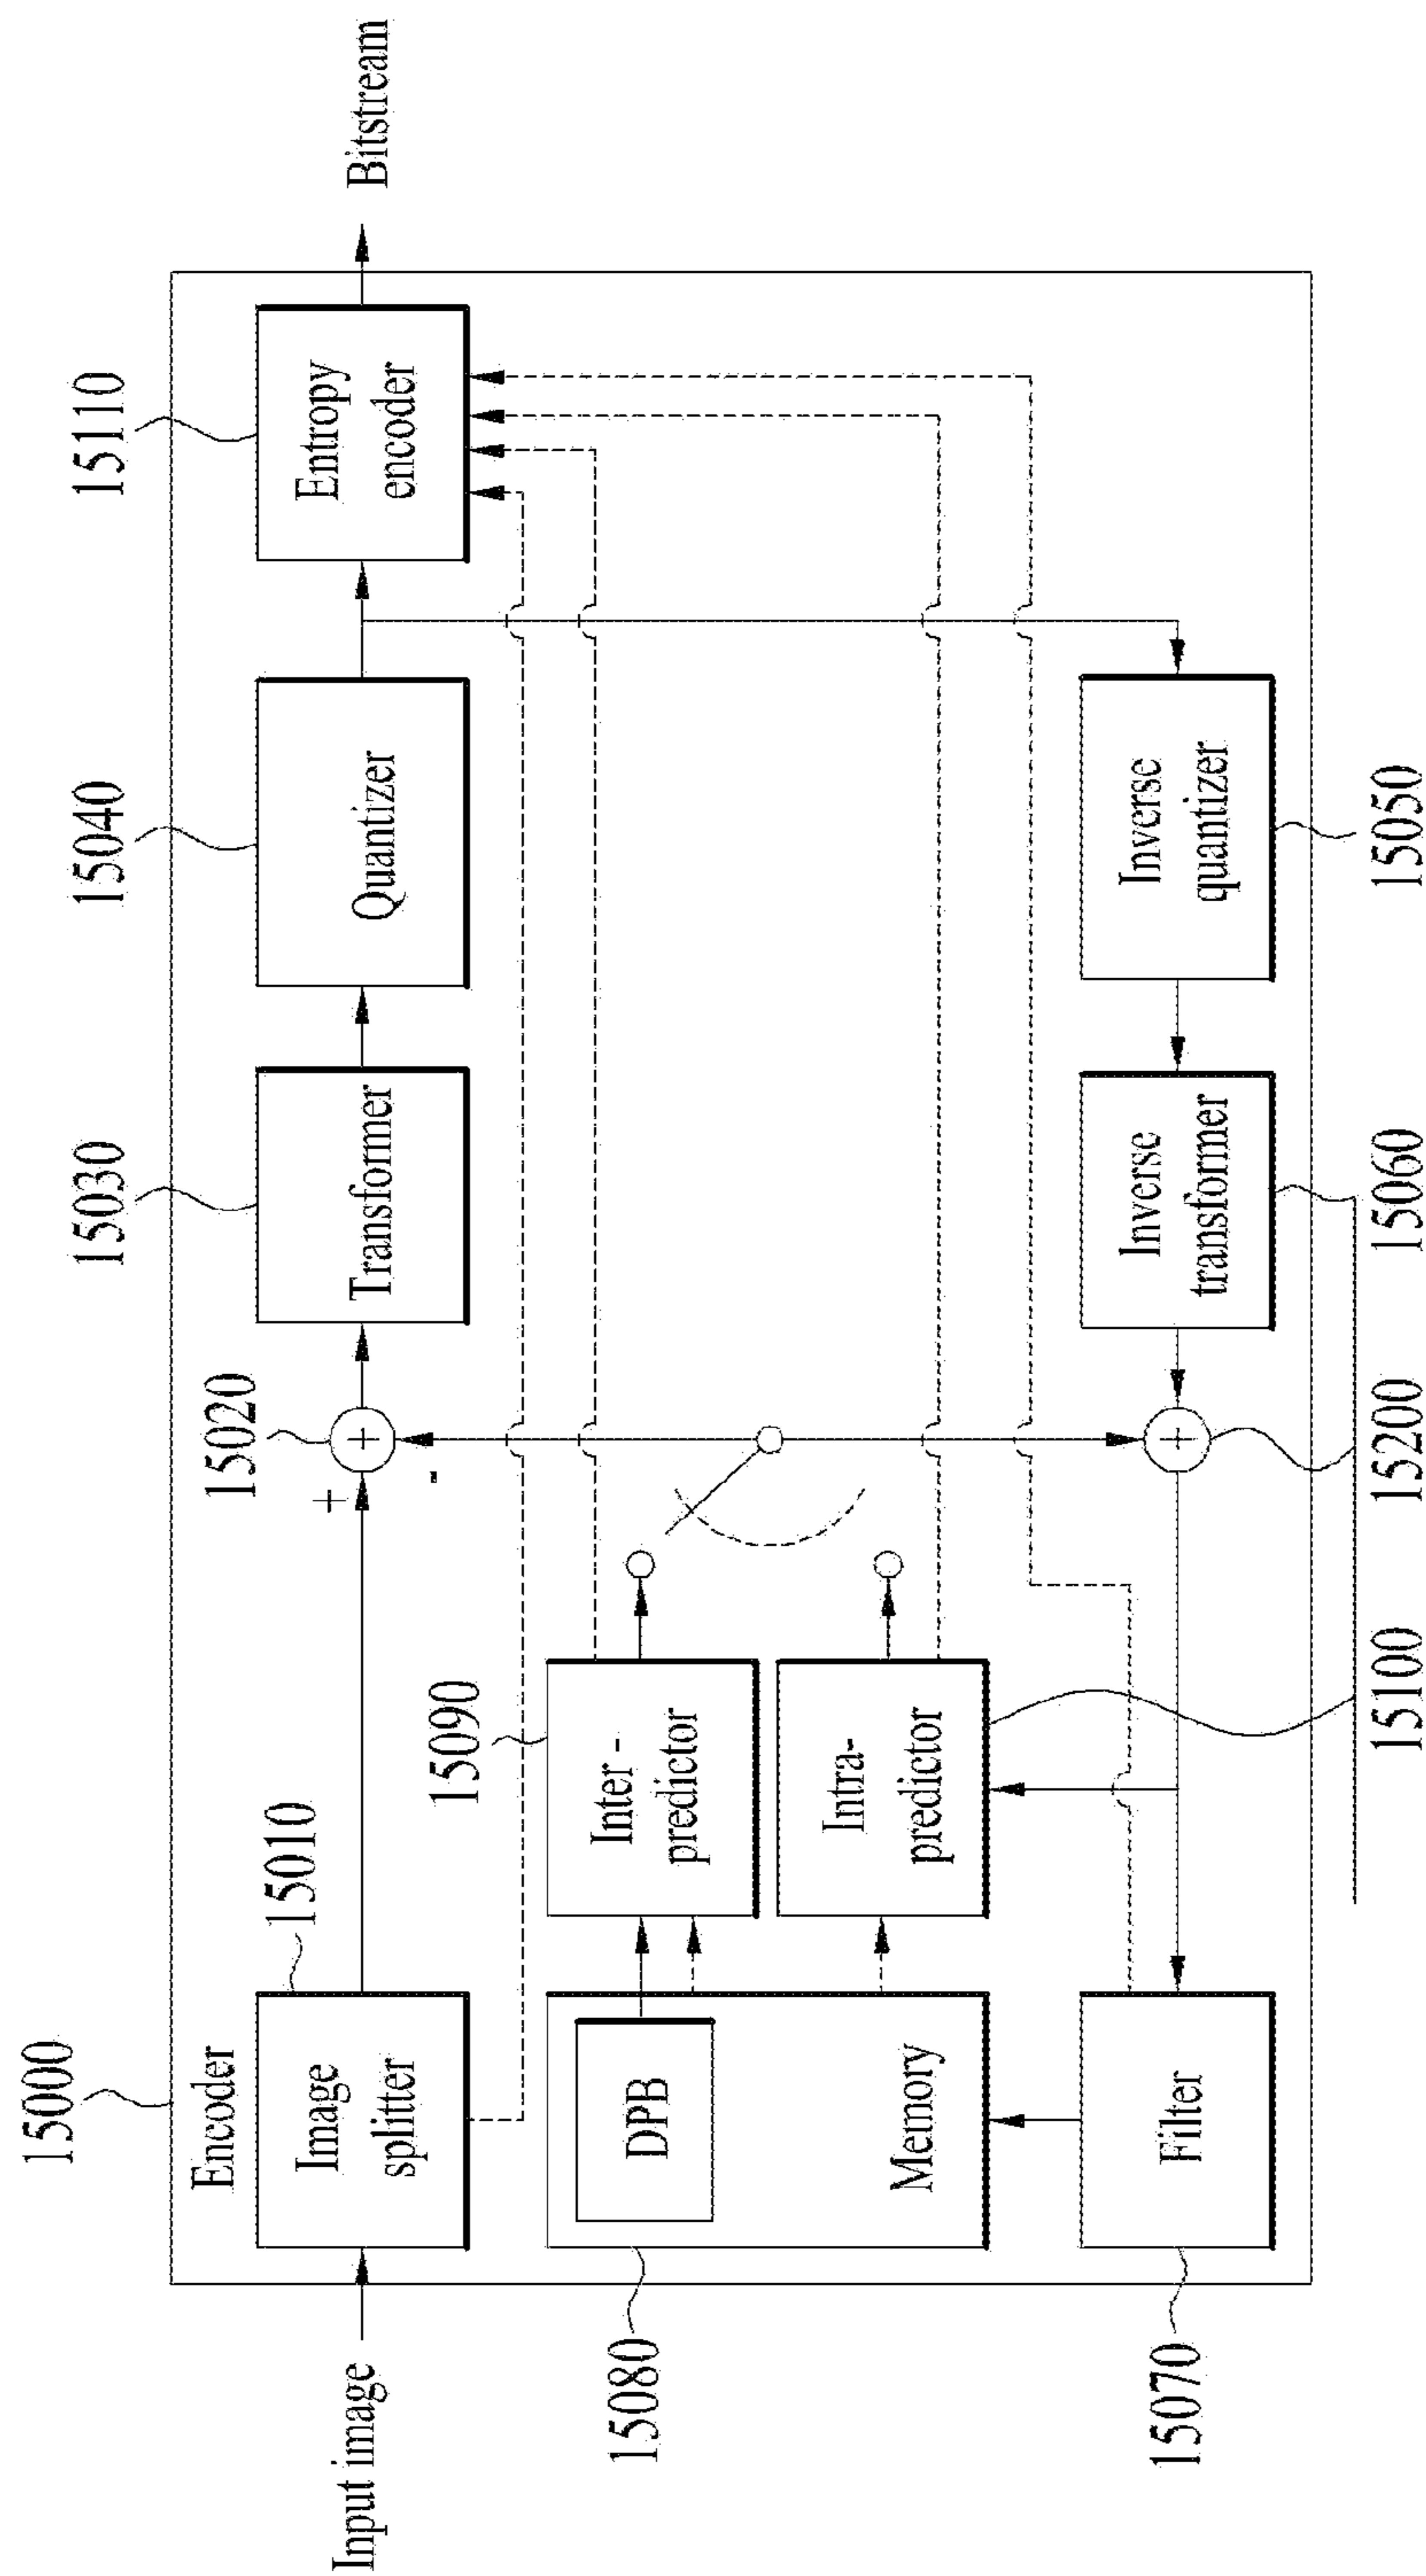 15000
Encoder
Input image
Image
splitter
15010
+
-
+
15020
Transformer
15030
Quantizer
15040
Entropy
encoder
15110
Bitstream
DPB
Memory
15080
Inter -
predictor
15090
Intra-
predictor
15100
Filter
15070
+
15200
Inverse
transformer
15060
Inverse
quantizer
15050